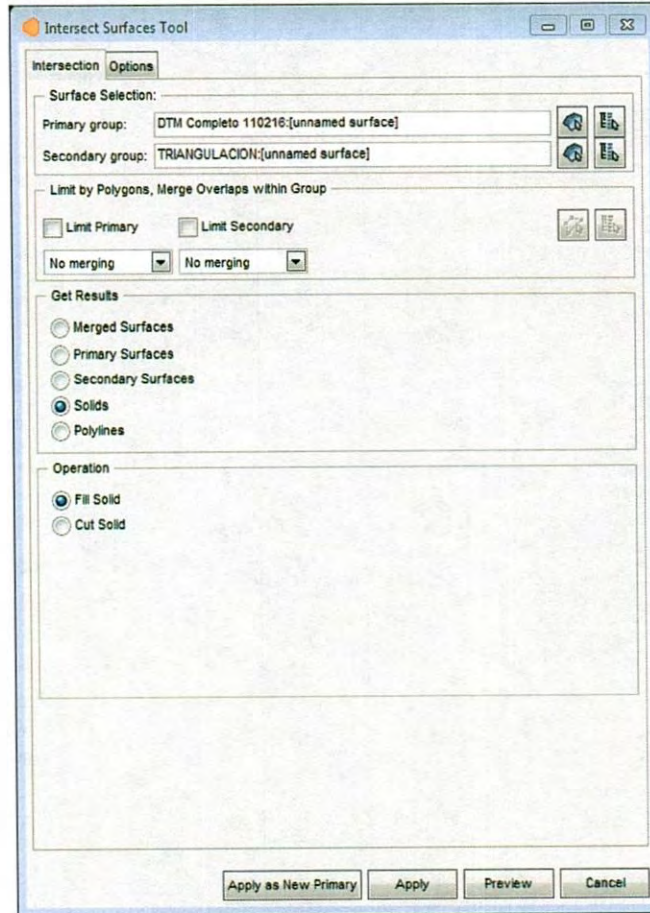 Intersect Surfaces Tool
Intersection Options
Surface Selection:
Primary group: DTM Completo 110216:[unnamed surface]
Secondary group: TRIANGULACION:[unnamed surface]
Limit by Polygons, Merge Overlaps within Group
Limit Primary Limit Secondary
No merging No merging
Get Results
Merged Surfaces
Primary Surfaces
Secondary Surfaces
Solids
Polylines
Operation
Fill Solid
Cut Solid
Apply as New Primary Apply Preview Cancel